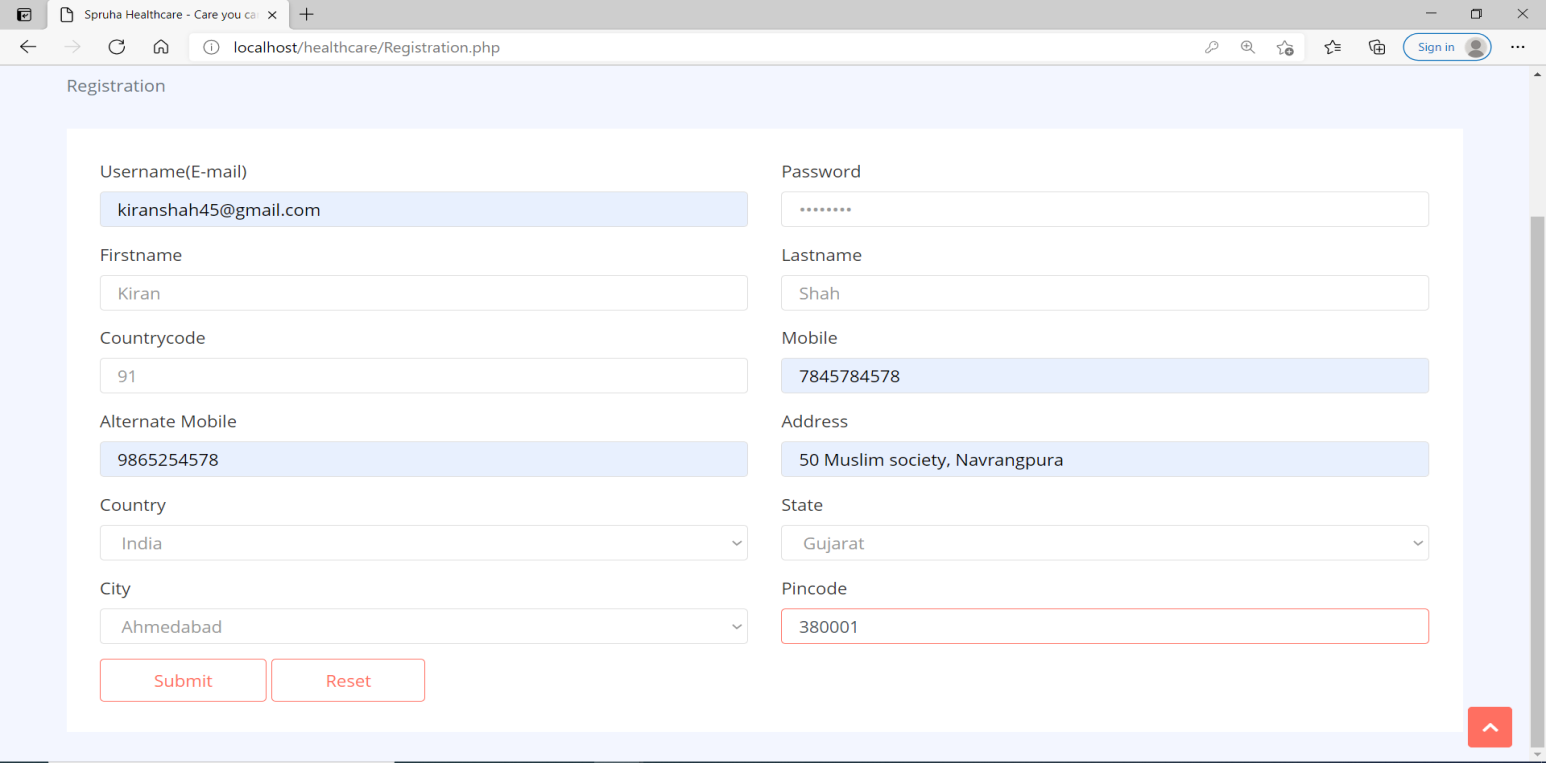 Spruha Healthcare - Care you ca
localhost/healthcare/Registration.php
Sign in
Registration
Username(E-mail) Password
kiranshah45@gmail.com ••••••••
Firstname Lastname
Kiran Shah
Countrycode Mobile
91 7845784578
Alternate Mobile Address
9865254578 50 Muslim society, Navrangpura
Country State
India Gujarat
City Pincode
Ahmedabad 380001
Submit Reset